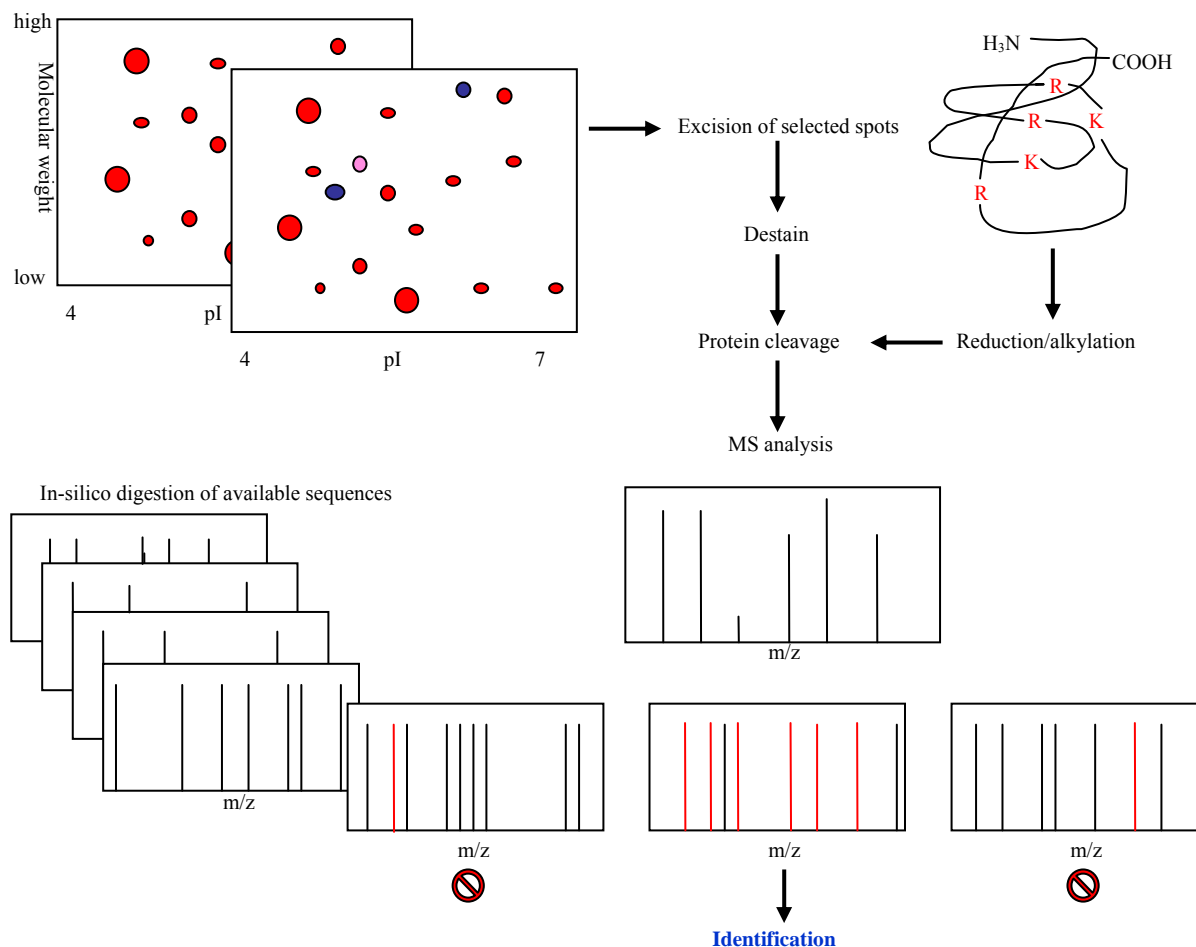 high
Molecular weight
low
4
pI
4
pI
7
Excision of selected spots
Destain
Protein cleavage
MS analysis
H₃N
COOH
R
R
K
K
R
Reduction/alkylation
In-silico digestion of available sequences
m/z
m/z
m/z
m/z
m/z
Identification